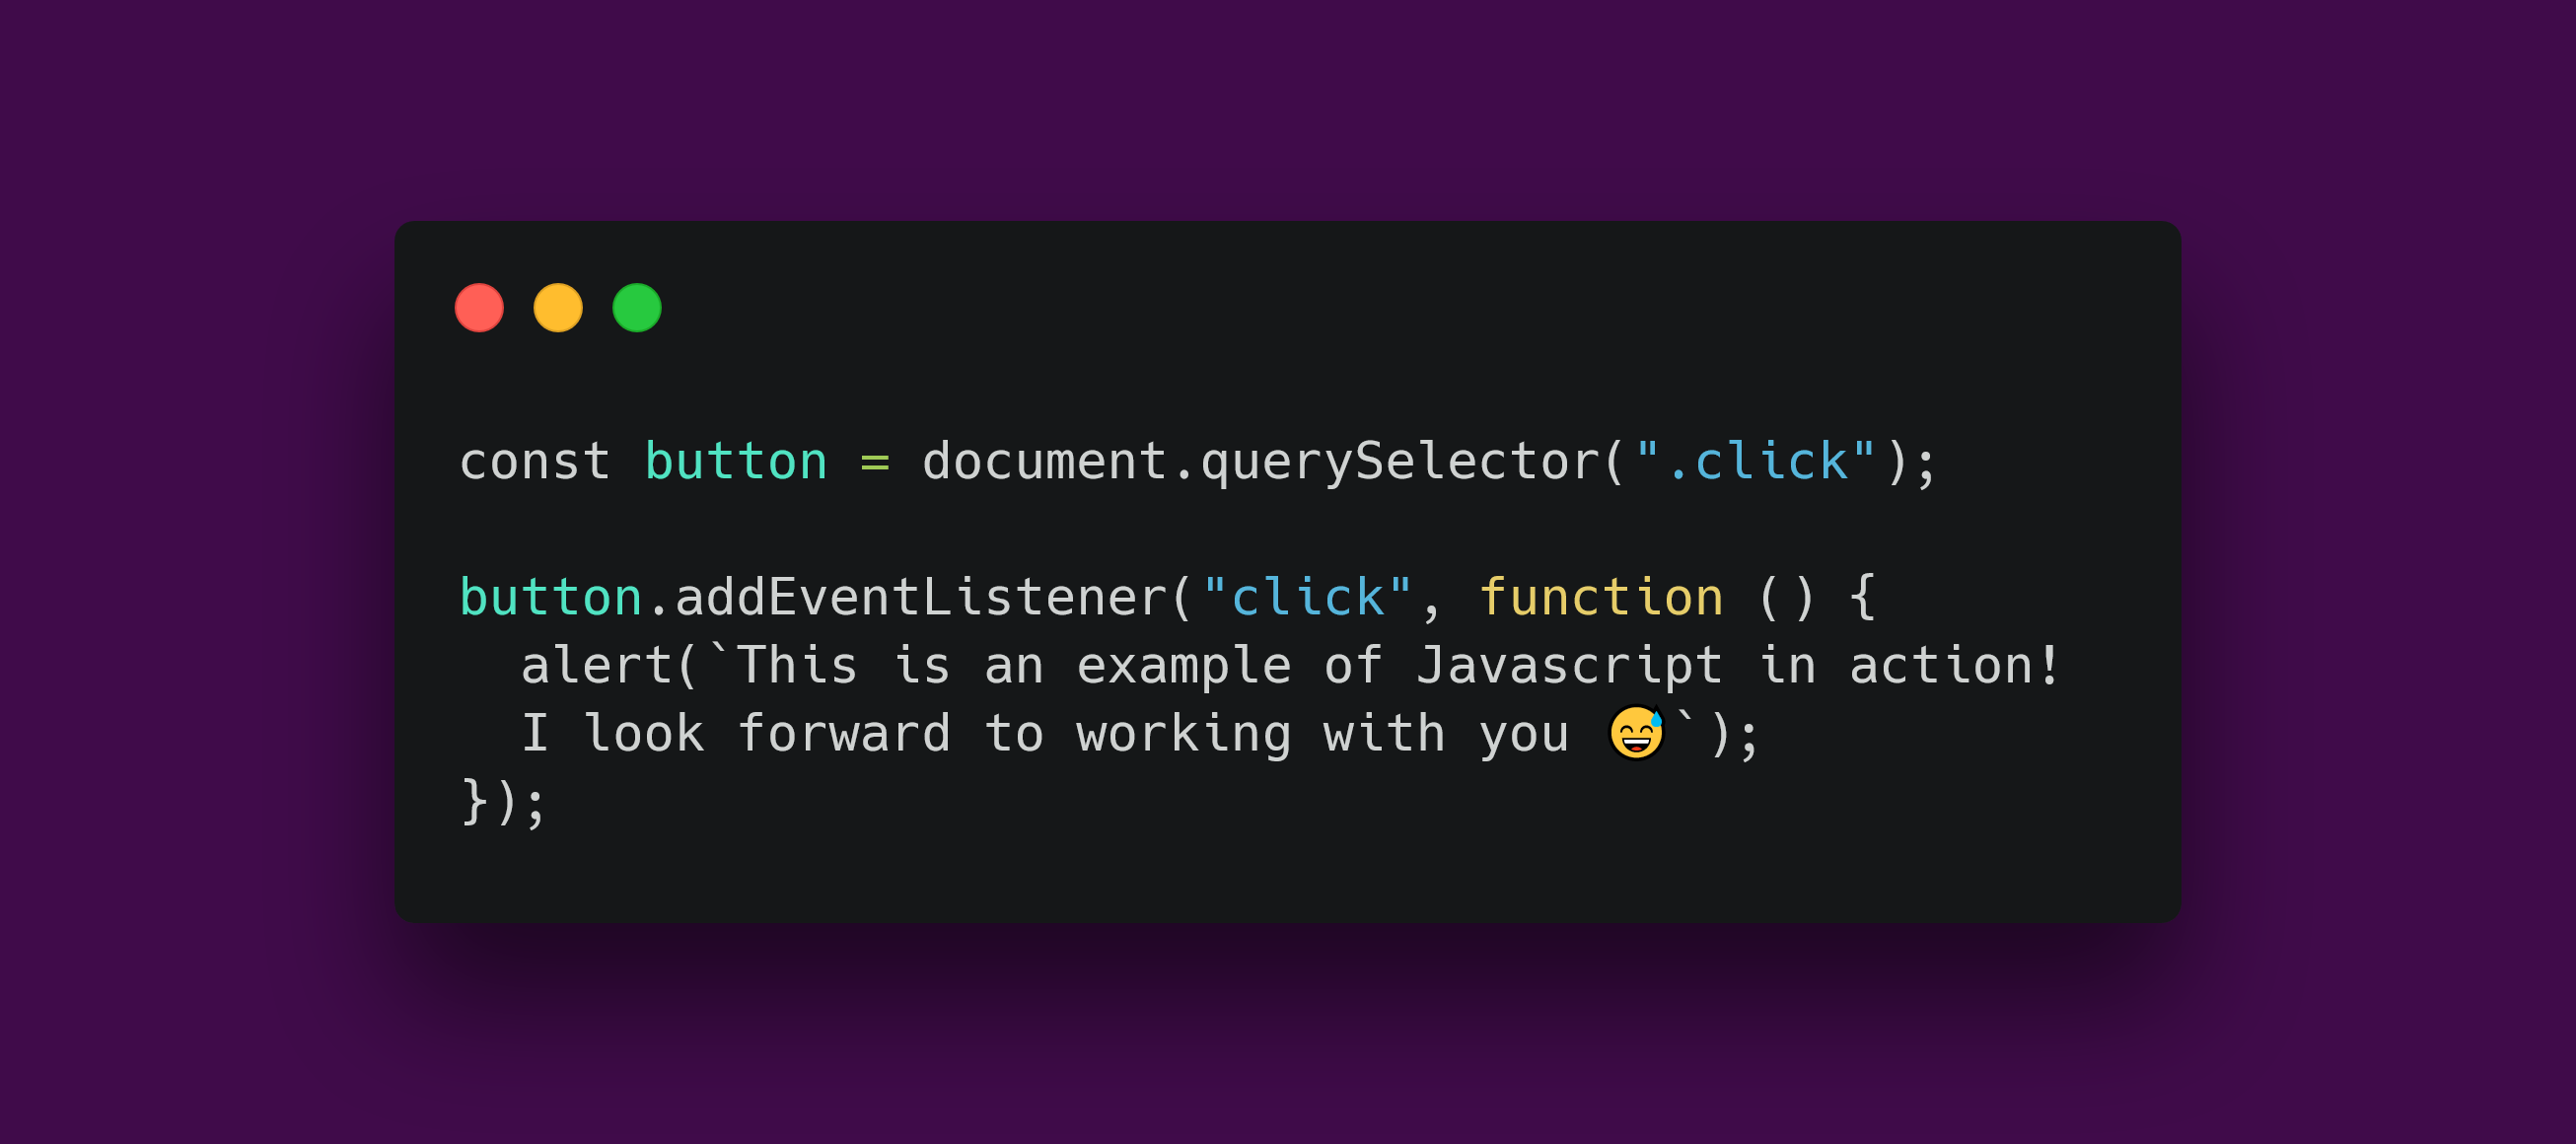 const button = document.querySelector(".click");
button.addEventListener("click", function () {
  alert(`This is an example of Javascript in action!
  I look forward to working with you 😅`);
});